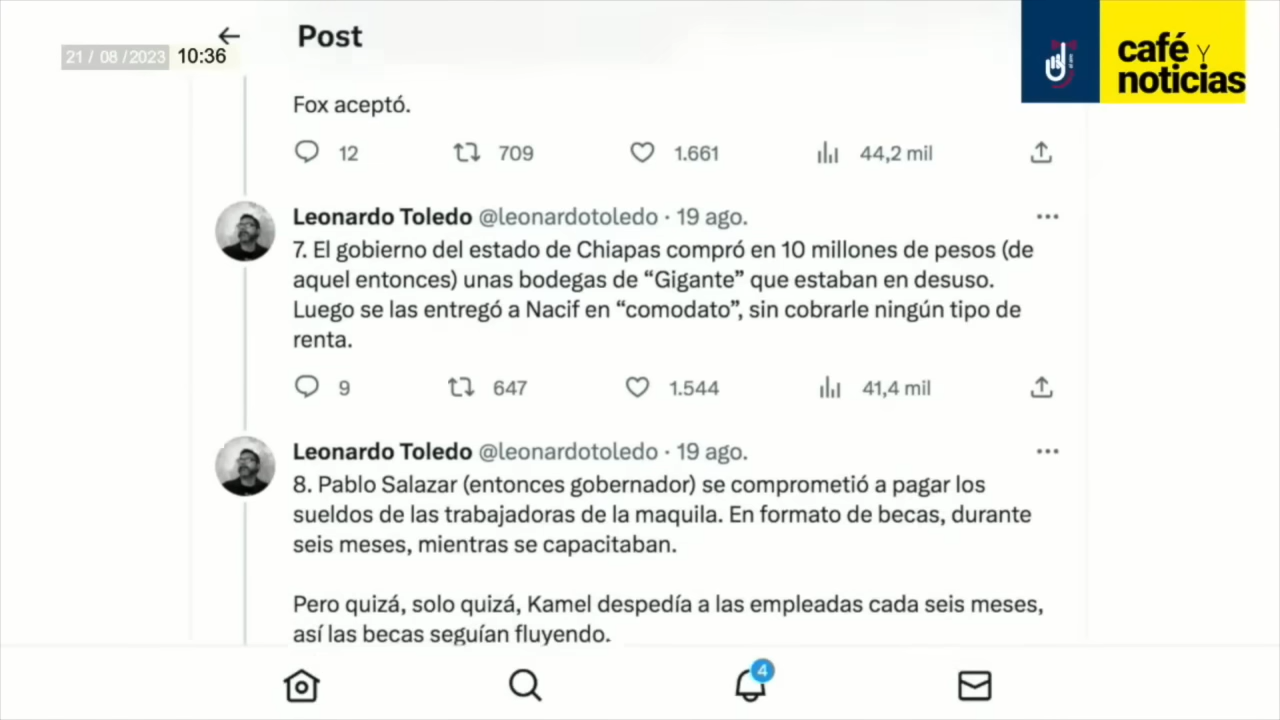 Post
21 / 08 /2023 10:36
café Y
noticias
Fox aceptó.
12 709 1.661 44,2 mil
Leonardo Toledo @leonardotoledo · 19 ago.
7. El gobierno del estado de Chiapas compró en 10 millones de pesos (de
aquel entonces) unas bodegas de “Gigante” que estaban en desuso.
Luego se las entregó a Nacif en “comodato”, sin cobrarle ningún tipo de
renta.
9 647 1.544 41,4 mil
Leonardo Toledo @leonardotoledo · 19 ago.
8. Pablo Salazar (entonces gobernador) se comprometió a pagar los
sueldos de las trabajadoras de la maquila. En formato de becas, durante
seis meses, mientras se capacitaban.
Pero quizá, solo quizá, Kamel despedía a las empleadas cada seis meses,
así las becas seguían fluyendo.
4